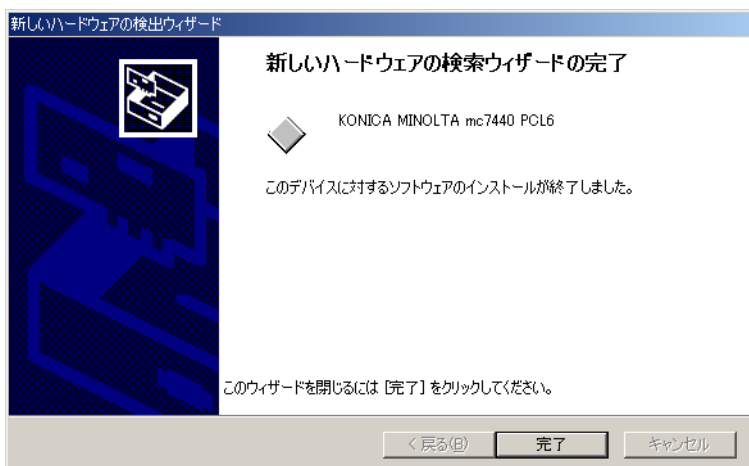 新しいハードウェアの検出ウィザード
新しいハードウェアの検索ウィザードの完了
KONICA MINOLTA mc7440 PCL6
このデバイスに対するソフトウェアのインストールが終了しました。
このウィザードを閉じるには [完了] をクリックしてください。
< 戻る(B)
完了
キャンセル